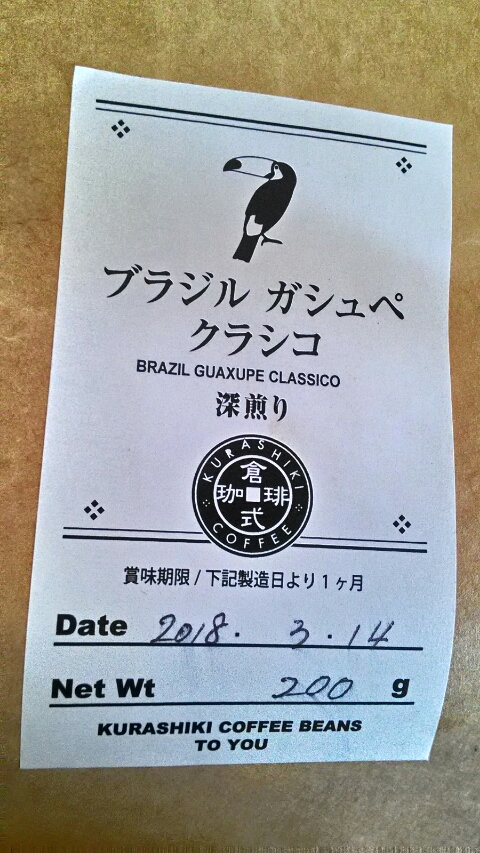 ブラジル ガシュペ
クラシコ
BRAZIL GUAXUPE CLASSICO
深煎り
KURASHIKI
倉
珈 琲
式
COFFEE
賞味期限 / 下記製造日より1ヶ月
Date 2018. 3.14
Net Wt 200 g
KURASHIKI COFFEE BEANS
TO YOU